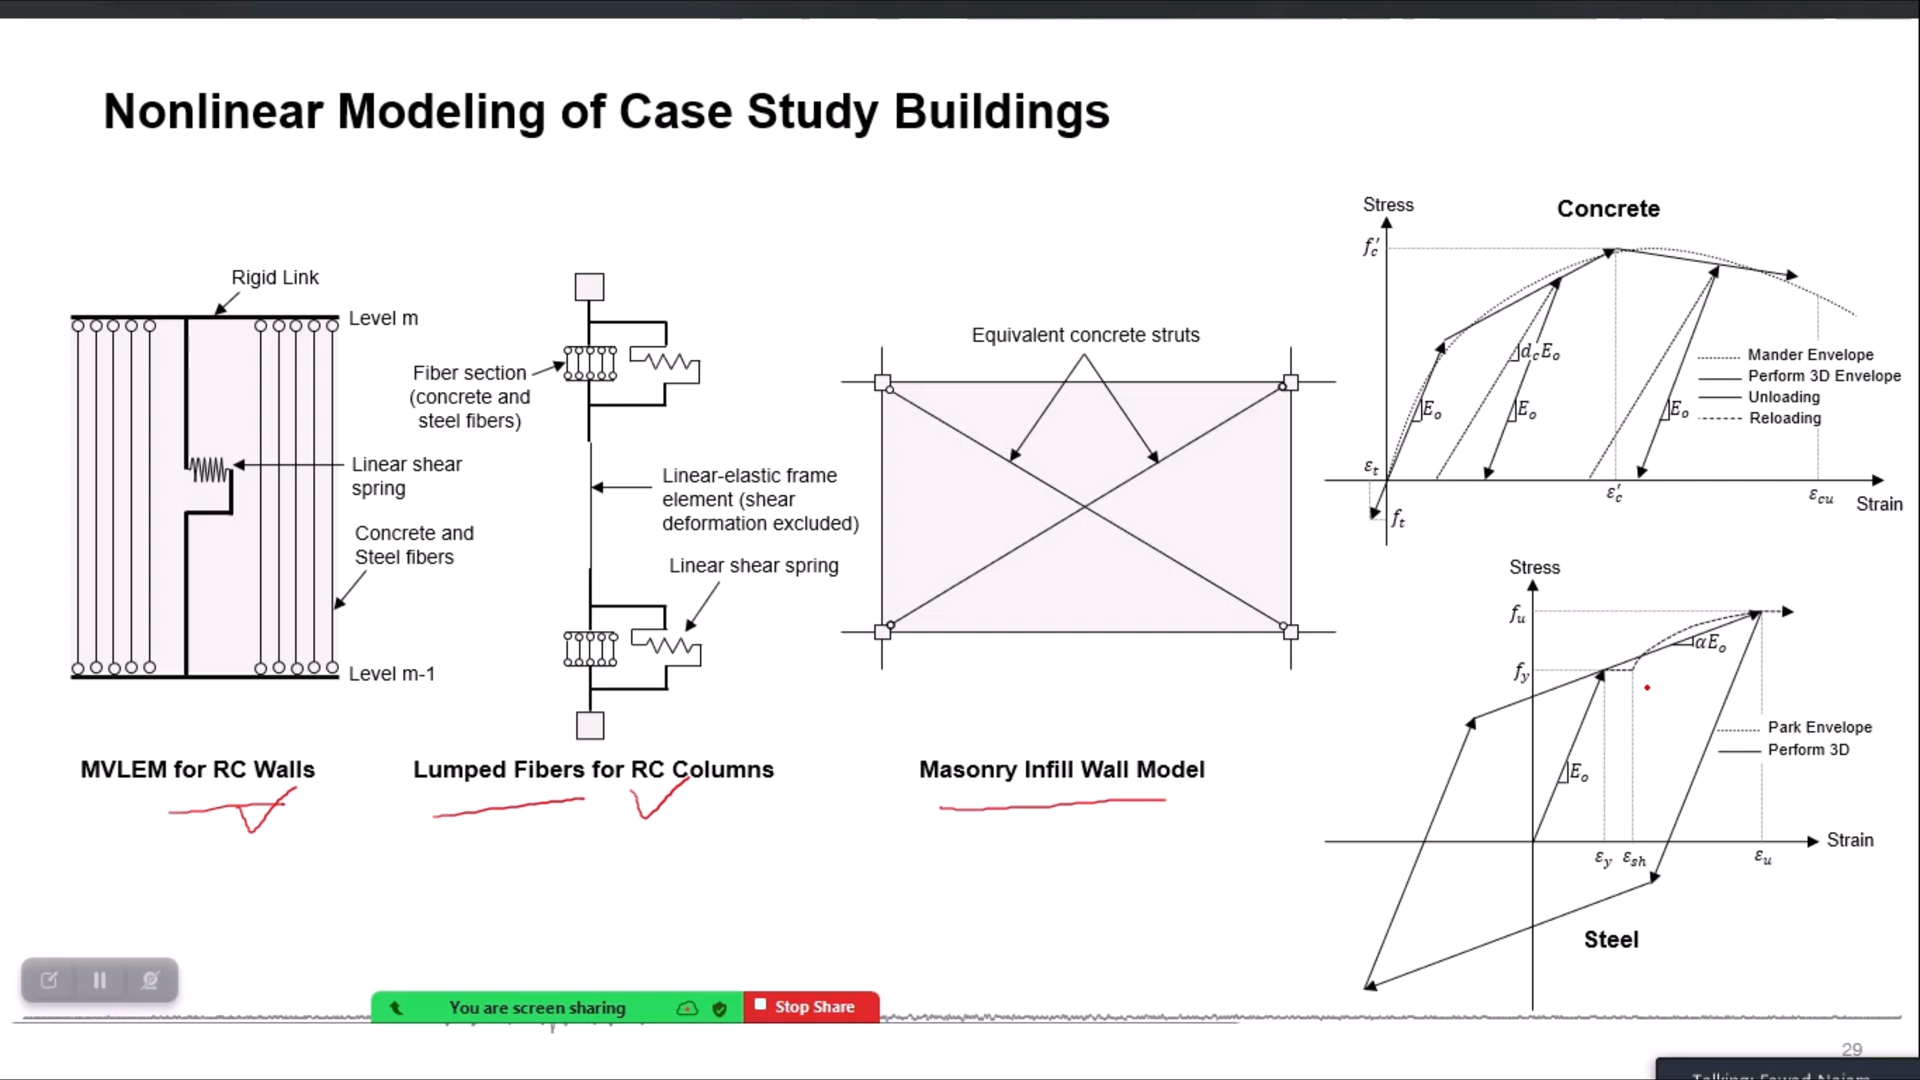 Nonlinear Modeling of Case Study Buildings
Rigid Link
Level m
Linear shear
spring
Concrete and
Steel fibers
Level m-1
MVLEM for RC Walls
Fiber section
(concrete and
steel fibers)
Linear-elastic frame
element (shear
deformation excluded)
Linear shear spring
Lumped Fibers for RC Columns
Equivalent concrete struts
Masonry Infill Wall Model
Stress
Concrete
f'c
dcEo
Eo
Eo
Eo
Mander Envelope
Perform 3D Envelope
Unloading
Reloading
εt
ft
ε'c
εcu
Strain
Stress
fu
fy
αEo
Eo
Park Envelope
Perform 3D
εy
εsh
εu
Strain
Steel
You are screen sharing
Stop Share
29